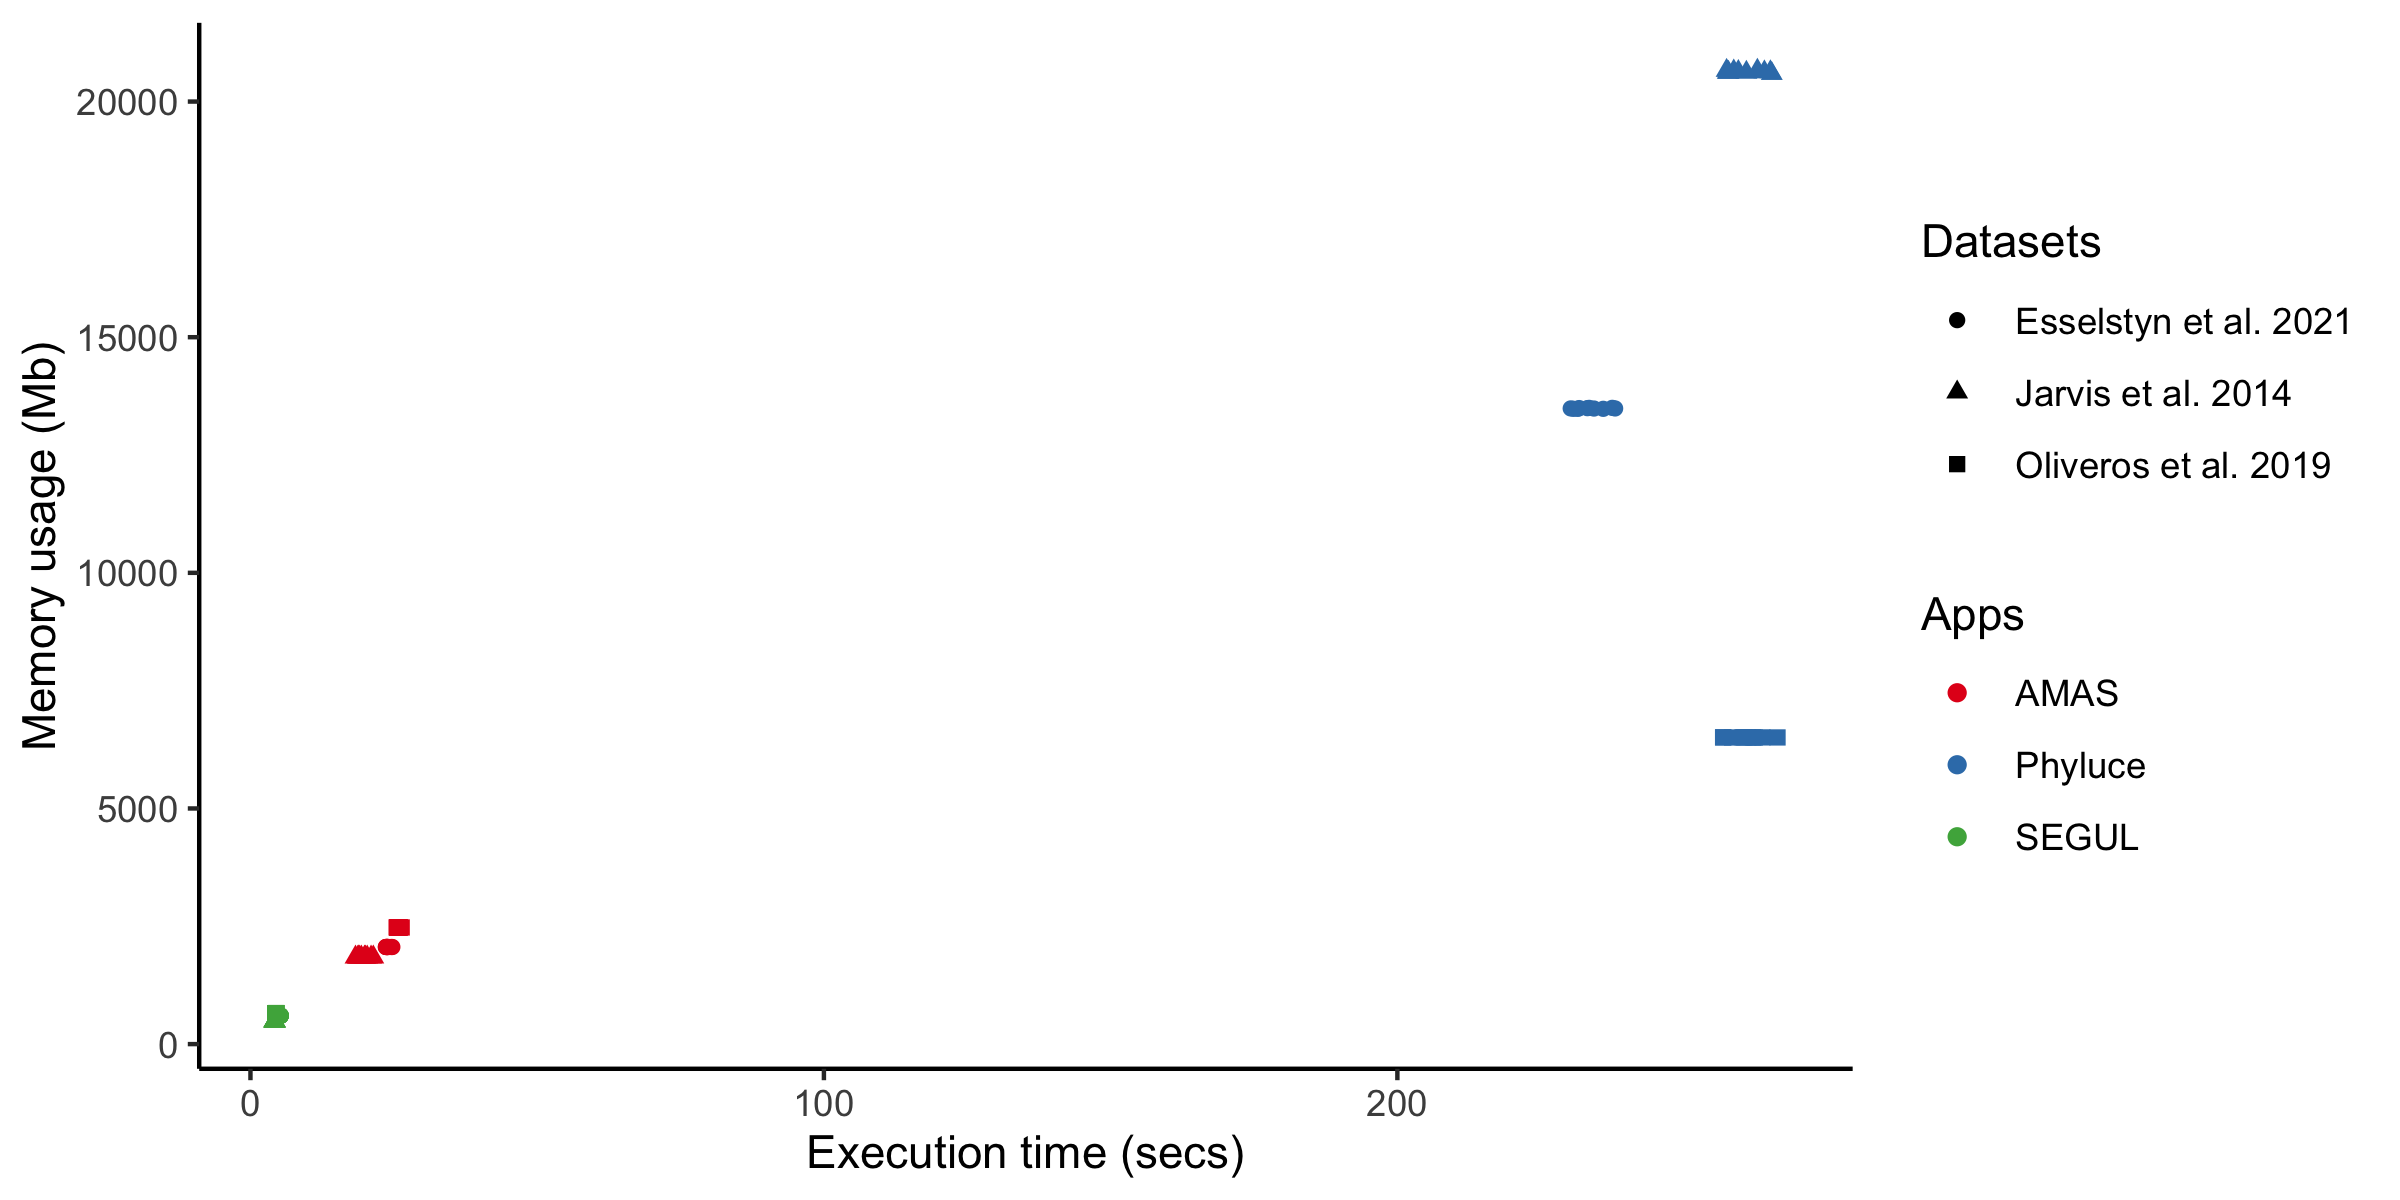 Memory usage (Mb)
20000
15000
10000
5000
0
0
100
200
Execution time (secs)
Datasets
Esselstyn et al. 2021
Jarvis et al. 2014
Oliveros et al. 2019
Apps
AMAS
Phyluce
SEGUL